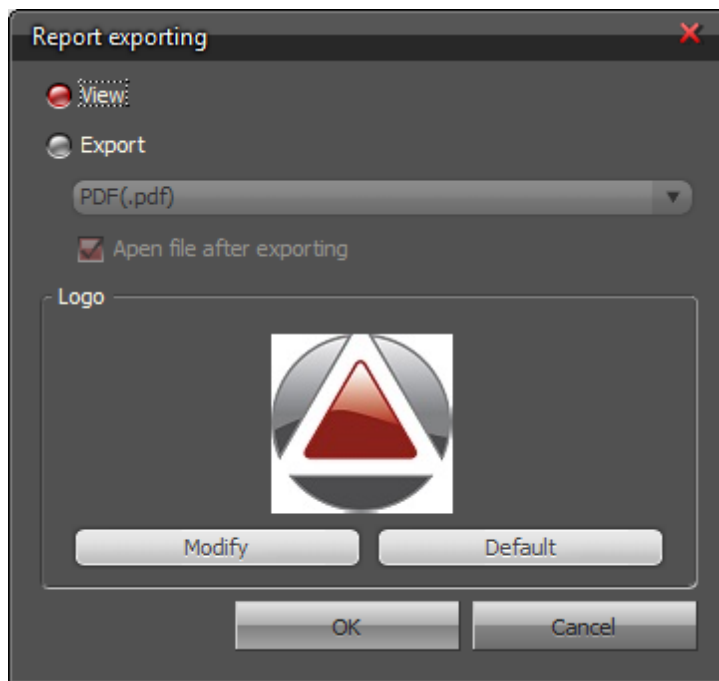 Report exporting
View
Export
PDF(.pdf)
Apen file after exporting
Logo
Modify Default
OK Cancel